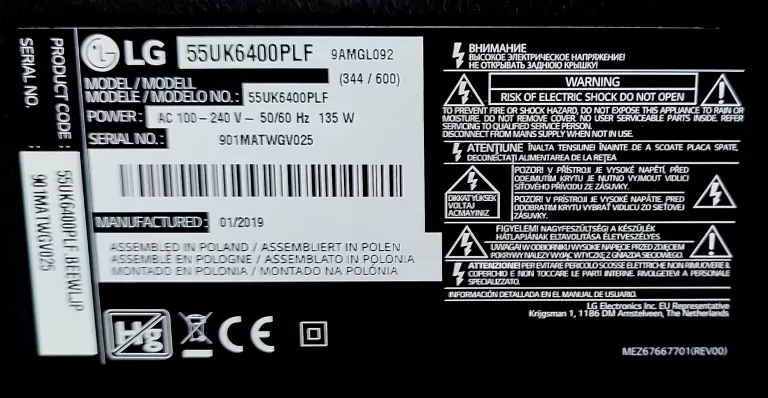 PRODUCT CODE :
SERIAL NO.
55UK6400PLF .BEEWLJP
901MATWGV025
LG
55UK6400PLF
9AMGL092
(344 / 600)
MODEL / MODELL
MODELE / MODELO NO. : 55UK6400PLF
POWER : AC 100 - 240 V ~ 50/60 Hz 135 W
SERIAL NO. : 901MATWGV025
MANUFACTURED : 01/2019
ASSEMBLED IN POLAND / ASSEMBLIERT IN POLEN
ASSEMBLÉ EN POLOGNE / ASSEMBLATO IN POLONIA
MONTADO EN POLONIA / MONTADO NA POLÓNIA
Hg
CE
ВНИМАНИЕ
ВЫСОКОЕ ЭЛЕКТРИЧЕСКОЕ НАПРЯЖЕНИЕ!
НЕ ОТКРЫВАТЬ ЗАДНЮЮ КРЫШКУ!
WARNING
RISK OF ELECTRIC SHOCK DO NOT OPEN
TO PREVENT FIRE OR SHOCK HAZARD, DO NOT EXPOSE THIS APPLIANCE TO RAIN OR
MOISTURE. DO NOT REMOVE COVER. NO USER SERVICEABLE PARTS INSIDE. REFER
SERVICING TO QUALIFIED SERVICE PERSON.
DISCONNECT FROM MAINS SUPPLY WHEN NOT IN USE.
ATENŢIUNE ÎNALTA TENSIUNE! ÎNAINTE DE A SCOATE PLACA SPATE,
DECONECTAŢI ALIMENTAREA DE LA REŢEA
DIKKAT YÜKSEK
VOLTAJ
AÇMAYINIZ
POZOR! V PŘÍSTROJI JE VYSOKÉ NAPĚTÍ, PŘED
ODEJMUTÍM KRYTU JE NUTNO VYJMOUT VIDLICI
SÍŤOVÉHO PŘÍVODU ZE ZÁSUVKY.
POZOR! V PRÍSTROJI JE VYSOKÉ NAPÄTIE, PRED
ODOBRATIM KRYTU VYBRAŤ VIDLICU ZO SIEŤOVEJ
ZÁSUVKY.
FIGYELEM! NAGYFESZÜLTSÉG! A KÉSZÜLÉK
HÁTLAPJÁNAK ELTAVOLÍTÁSA ÉLETVESZÉLYES
UWAGA! W ODBIORNIKU WYSOKIE NAPIĘCIE PRZED ZDJĘCIEM
POKRYWY NALEŻY WYJĄĆ WTYCZKĘ Z GNIAZDA SIECIOWEGO.
ATTENZIONE! PER EVITARE PERICOLO SCOSSE ELETTRICHE NON RIMUOVERE IL
COPERCHIO E NON TOCCARE LE PARTI INTERNE. RIVOLGETEVI A PERSONALE
SPECIALIZZATO.
INFORMACIÓN DETALLADA EN EL MANUAL DE USUARIO.
LG Electronics Inc. EU Representative
Krijgsman 1, 1186 DM Amstelveen, The Netherlands
MEZ67667701(REV00)